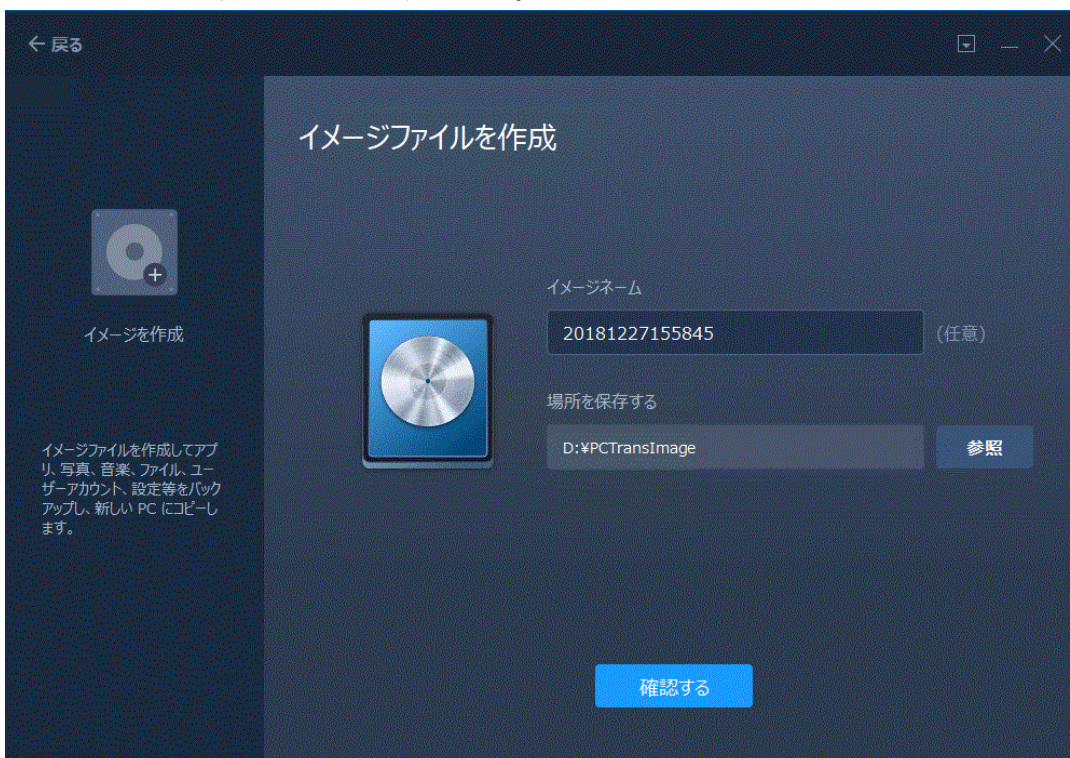 戻る
イメージファイルを作成
イメージを作成
イメージファイルを作成してアプ
リ、写真、音楽、ファイル、ユー
ザーアカウント、設定等をバック
アップし、新しい PC にコピーし
ます。
イメージネーム
20181227155845
(任意)
場所を保存する
D:¥PCTransImage
参照
確認する